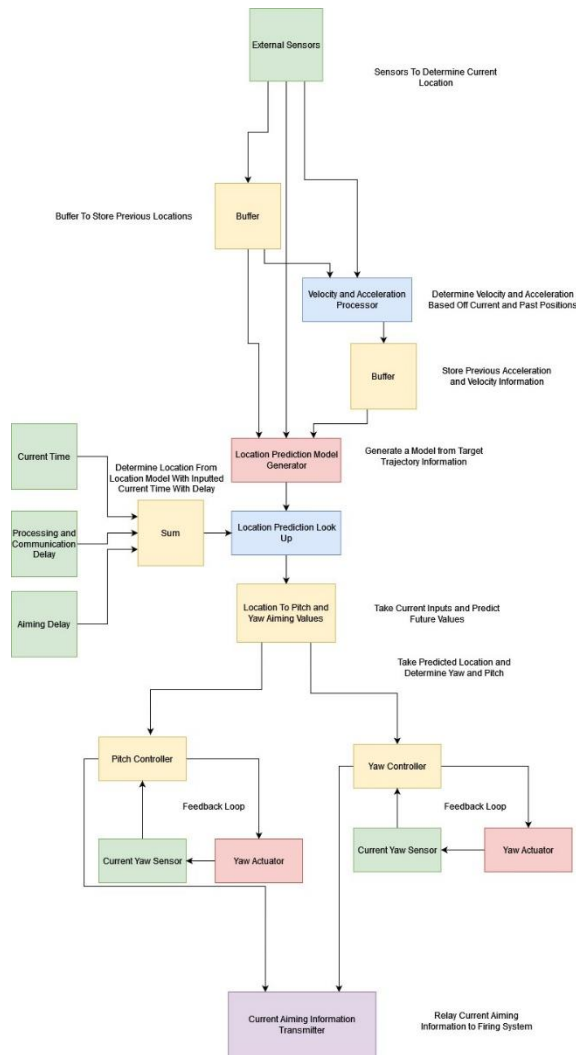 External Sensors
Sensors To Determine Current
Location
Buffer To Store Previous Locations
Buffer
Velocity and Acceleration
Processor
Determine Velocity and Acceleration
Based Off Current and Past Positions
Buffer
Store Previous Acceleration
and Velocity Information
Current Time
Determine Location From
Location Model With Inputted
Current Time With Delay
Location Prediction Model
Generator
Generate a Model from Target
Trajectory Information
Processing and
Communication
Delay
Sum
Location Prediction Look
Up
Aiming Delay
Location To Pitch and
Yaw Aiming Values
Take Current Inputs and Predict
Future Values
Take Predicted Location and
Determine Yaw and Pitch
Pitch Controller
Yaw Controller
Feedback Loop
Feedback Loop
Current Yaw Sensor
Yaw Actuator
Current Yaw Sensor
Yaw Actuator
Current Aiming Information
Transmitter
Relay Current Aiming
Information to Firing System